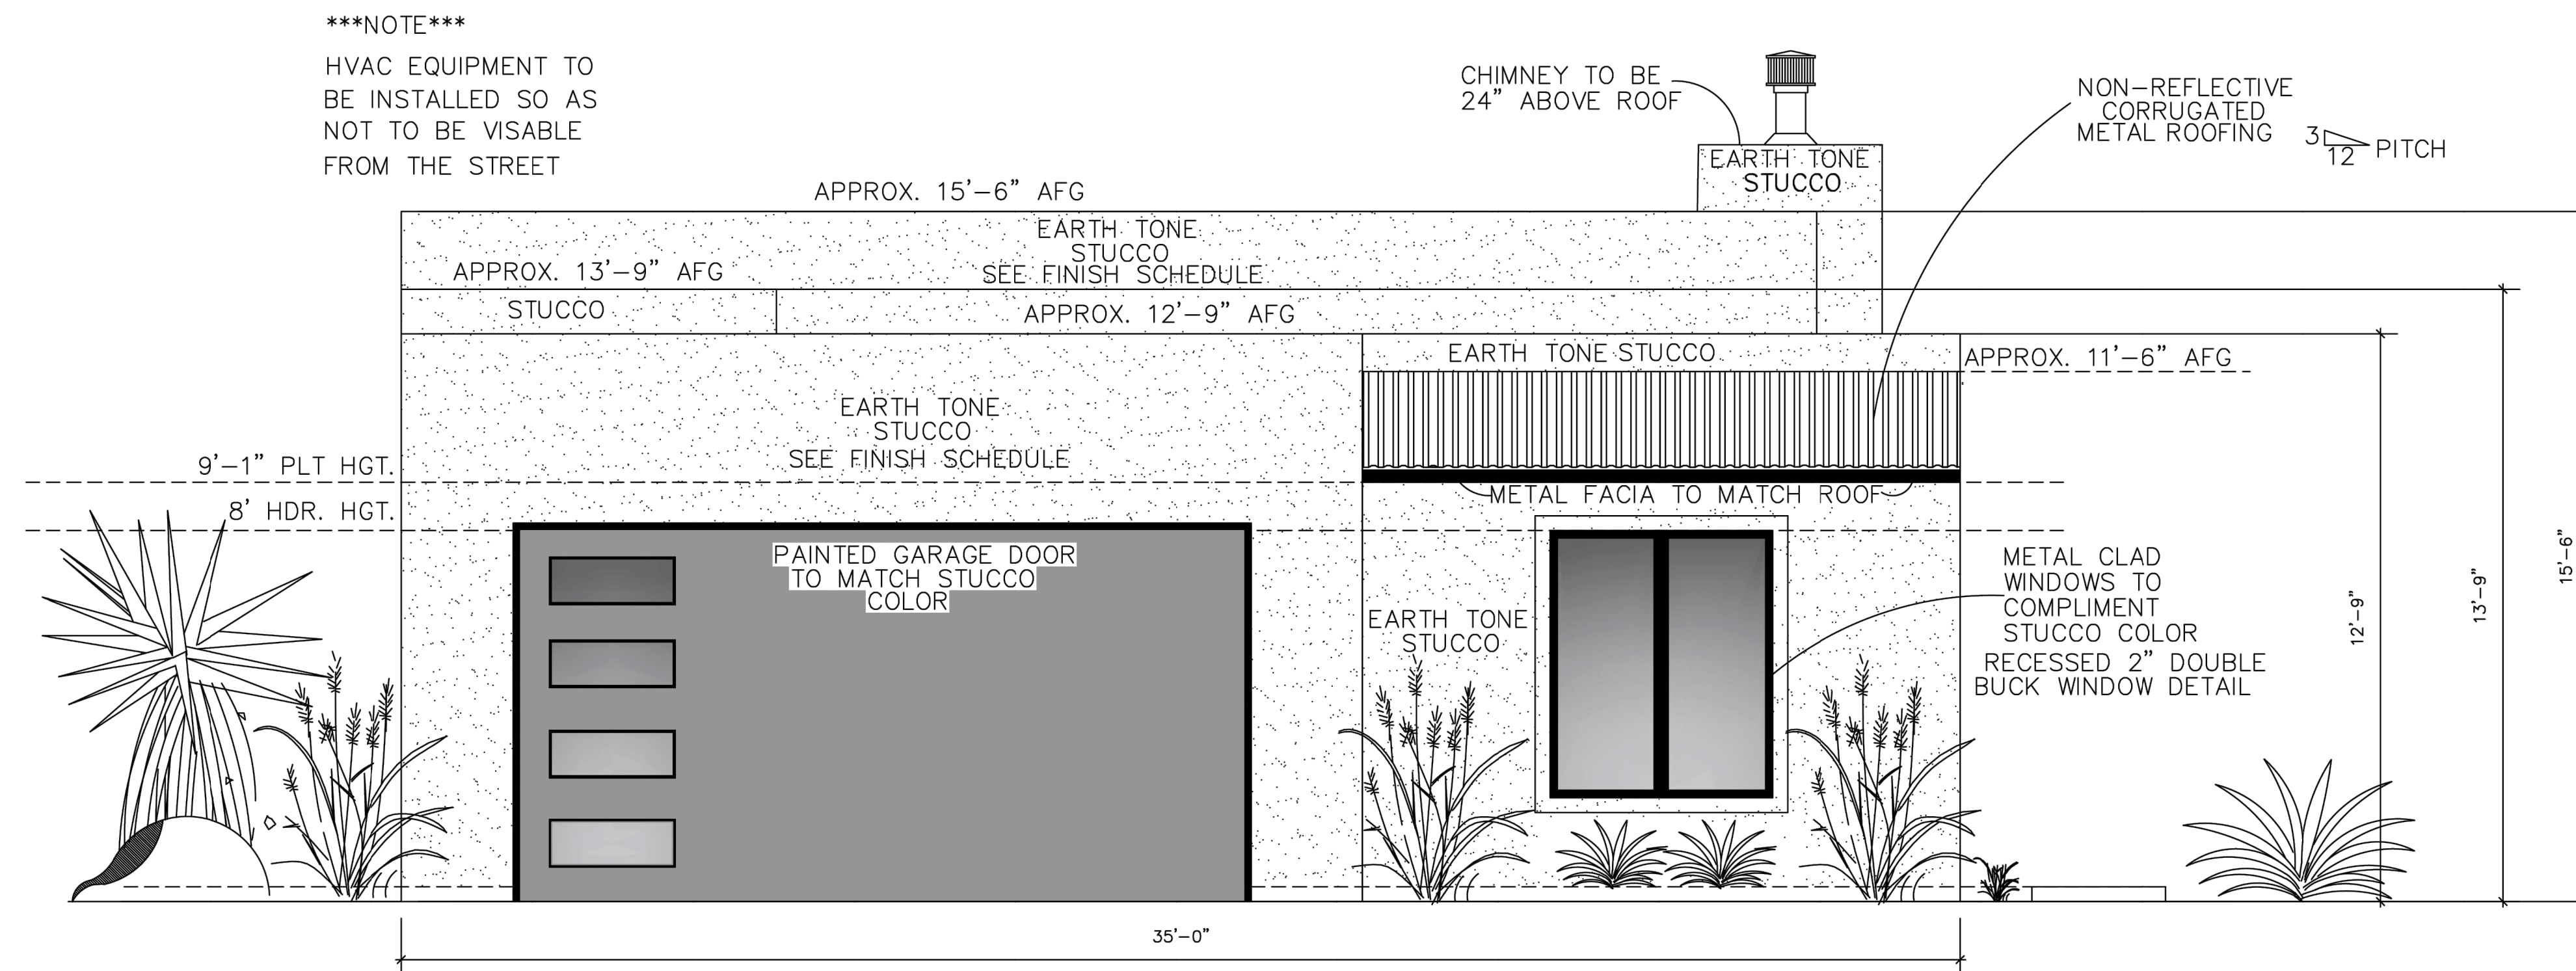 ***NOTE***
HVAC EQUIPMENT TO
BE INSTALLED SO AS
NOT TO BE VISABLE
FROM THE STREET
CHIMNEY TO BE
24" ABOVE ROOF
NON-REFLECTIVE
CORRUGATED
METAL ROOFING
3
12
PITCH
EARTH TONE
STUCCO
APPROX. 15'-6" AFG
EARTH TONE
STUCCO
SEE FINISH SCHEDULE
APPROX. 13'-9" AFG
STUCCO
APPROX. 12'-9" AFG
EARTH TONE STUCCO
APPROX. 11'-6" AFG
EARTH TONE
STUCCO
SEE FINISH SCHEDULE
9'-1" PLT HGT.
8' HDR. HGT.
METAL FACIA TO MATCH ROOF
PAINTED GARAGE DOOR
TO MATCH STUCCO
COLOR
EARTH TONE
STUCCO
METAL CLAD
WINDOWS TO
COMPLIMENT
STUCCO COLOR
RECESSED 2" DOUBLE
BUCK WINDOW DETAIL
12'-9"
13'-9"
15'-6"
35'-0"